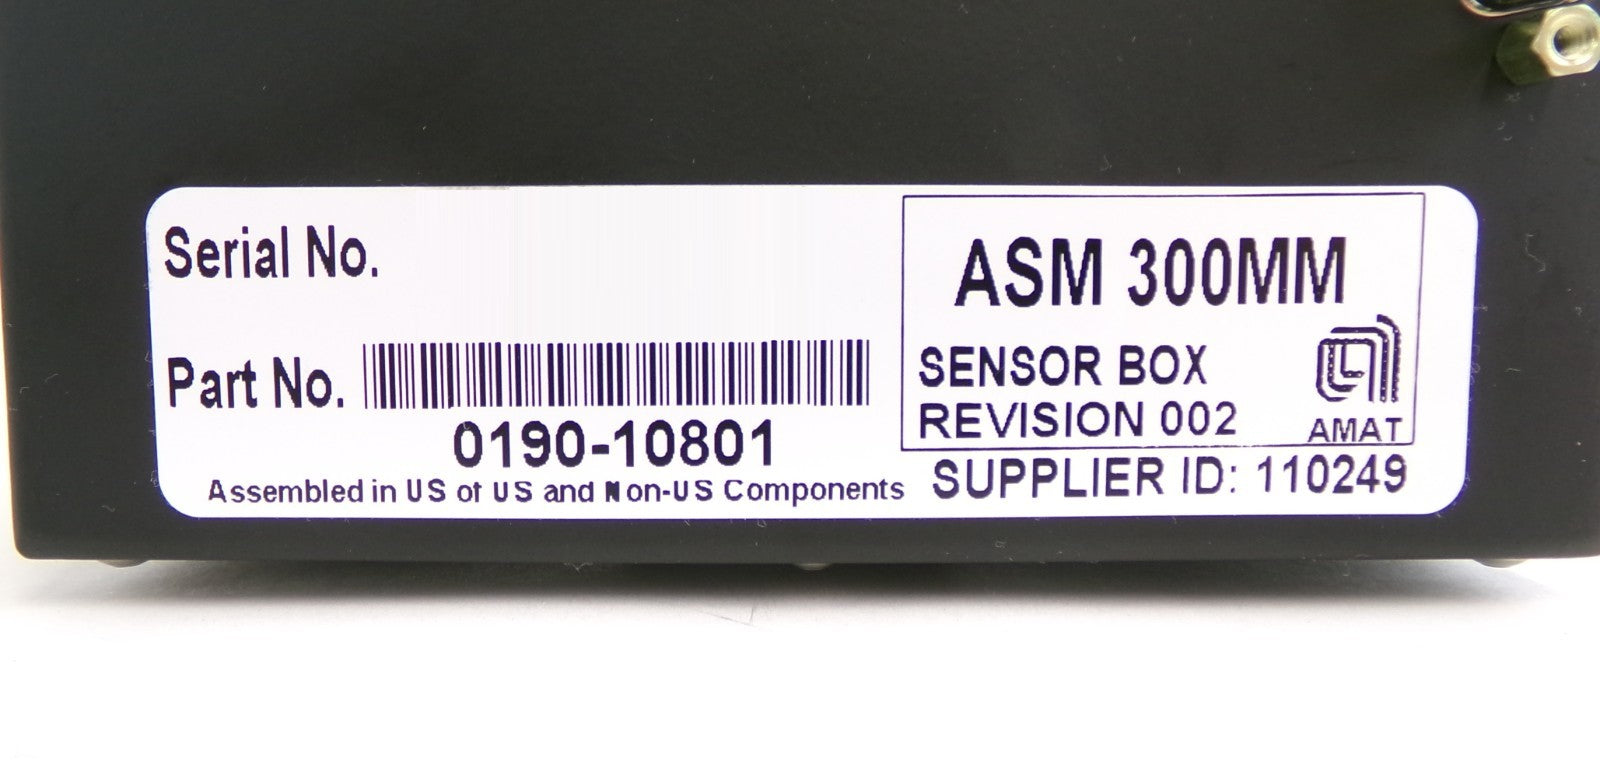 Serial No.
Part No.
0190-10801
Assembled in US of US and Non-US Components
ASM 300MM
SENSOR BOX
REVISION 002
AMAT
SUPPLIER ID: 110249